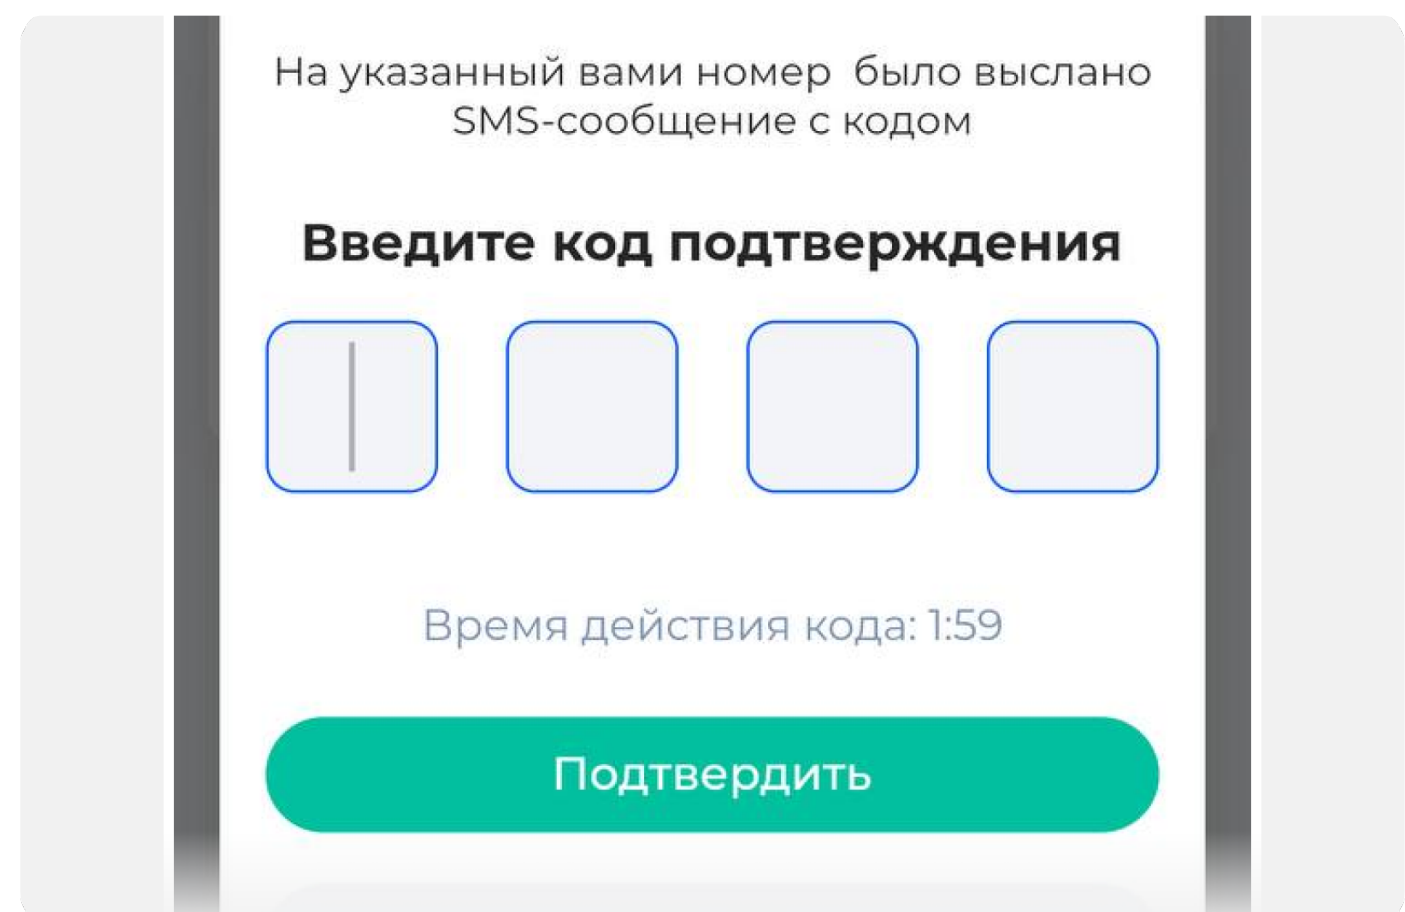 На указанный вами номер было выслано
SMS-сообщение с кодом
Введите код подтверждения
Время действия кода: 1:59
Подтвердить